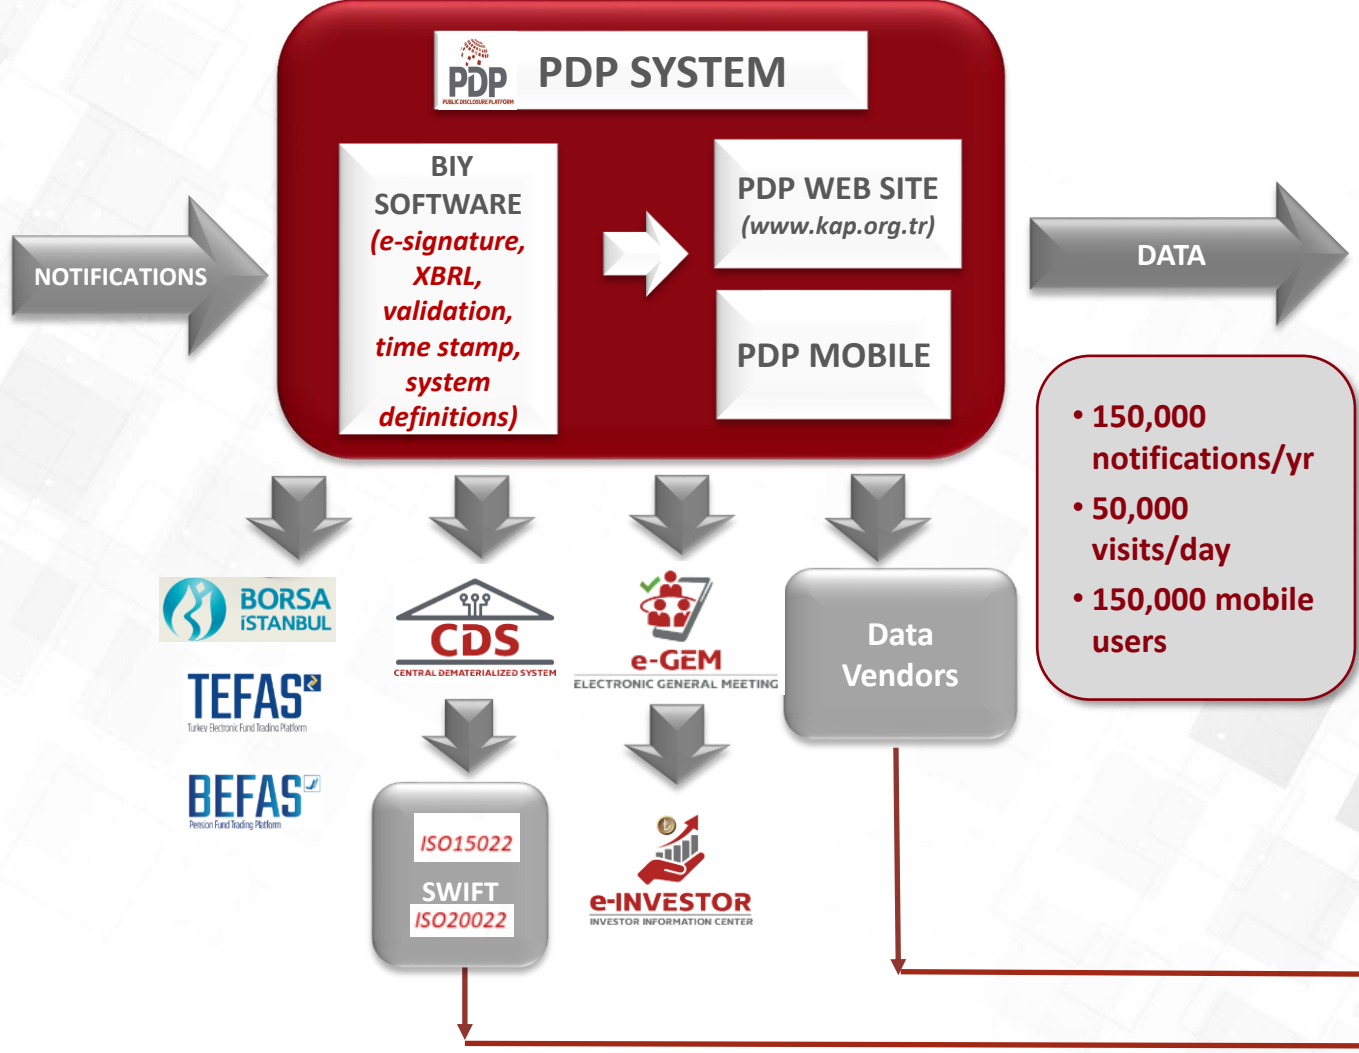 PDP
PUBLIC DISCLOSURE PLATFORM
PDP SYSTEM
BIY
SOFTWARE
(e-signature,
XBRL,
validation,
time stamp,
system
definitions)
PDP WEB SITE
(www.kap.org.tr)
PDP MOBILE
NOTIFICATIONS
DATA
• 150,000
notifications/yr
• 50,000
visits/day
• 150,000 mobile
users
BORSA
İSTANBUL
TEFAS
Turkey Electronic Fund Trading Platform
BEFAS
Pension Fund Trading Platform
CDS
CENTRAL DEMATERIALIZED SYSTEM
ISO15022
SWIFT
ISO20022
e-GEM
ELECTRONIC GENERAL MEETING
e-INVESTOR
INVESTOR INFORMATION CENTER
Data
Vendors